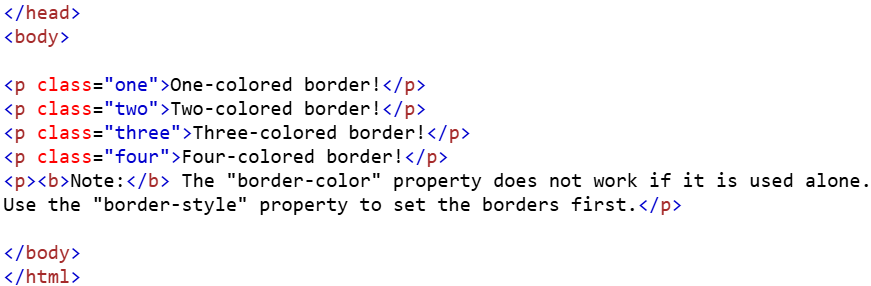 </head>
<body>
<p class="one">One-colored border!</p>
<p class="two">Two-colored border!</p>
<p class="three">Three-colored border!</p>
<p class="four">Four-colored border!</p>
<p><b>Note:</b> The "border-color" property does not work if it is used alone.
Use the "border-style" property to set the borders first.</p>
</body>
</html>